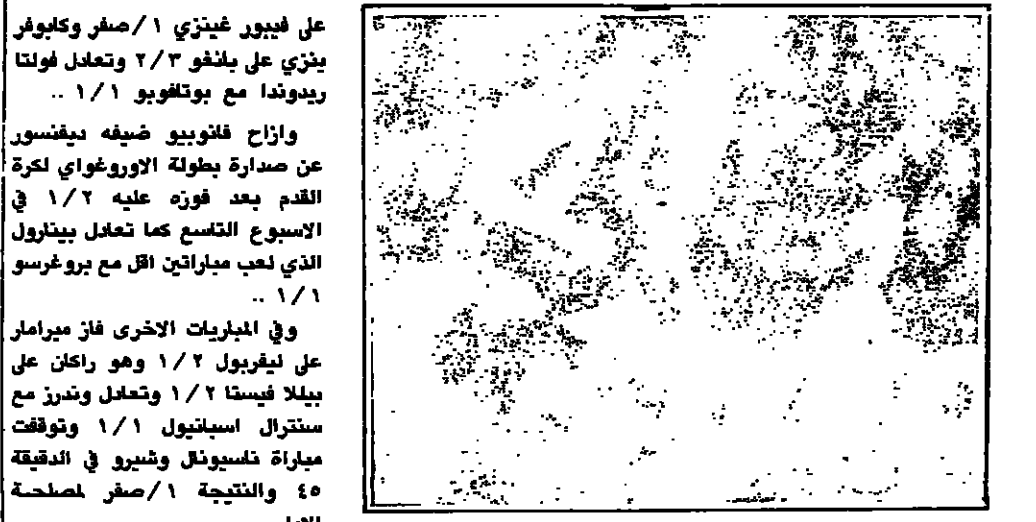 على فيبور غينزي ١/صفر وكابوفر
ينزي على بانغو ٢/٣ وتعادل فولتا
ريدوندا مع بوتافوبو ١/١ ..
وازاح فانوبيو ضيفه ديفنسور
عن صدارة بطولة الاوروغواي لكرة
القدم بعد فوزه عليه ١/٢ في
الاسبوع التاسع كما تعادل بينارول
الذي لعب مباراتين اقل مع بروغرسو
١/١ ..
وفي المباريات الاخرى فاز ميرامار
على ليفربول ١/٢ وهو راكان على
بيللا فيستا ١/٢ وتعادل وندرز مع
سنترال اسبانيول ١/١ وتوقفت
مباراة ناسيونال وشيرو في الدقيقة
٤٥ والنتيجة ١/صفر لمصلحة